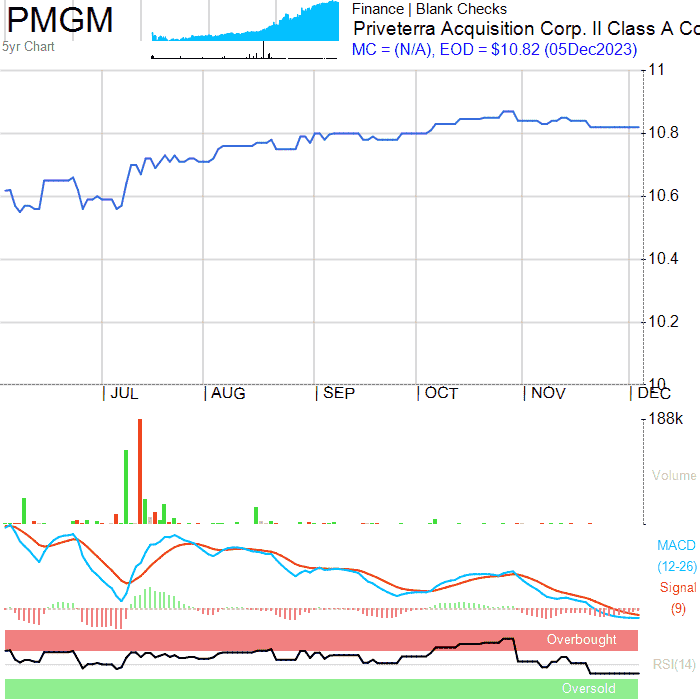 PMGM
5yr Chart
Finance | Blank Checks
Priveterra Acquisition Corp. II Class A Co
MC = (N/A), EOD = $10.82 (05Dec2023)
11
10.8
10.6
10.4
10.2
10
| JUL | AUG | SEP | OCT | NOV | DEC
188k
Volume
MACD
(12-26)
Signal
(9)
Overbought
RSI(14)
Oversold